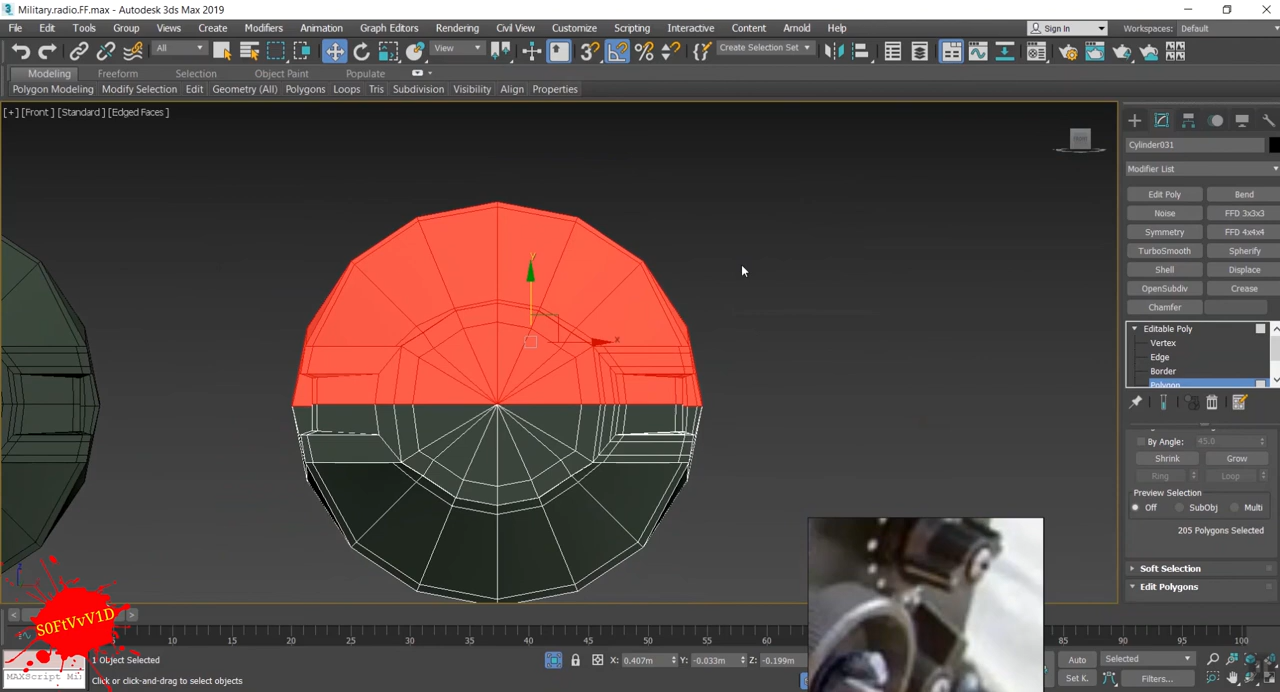 Military.radio.FF.max - Autodesk 3ds Max 2019
File Edit Tools Group Views Create Modifiers Animation Graph Editors Rendering Civil View Customize Scripting Interactive Content Arnold Help
Sign In Workspaces: Default
All View Create Selection Set
Modeling Freeform Selection Object Paint Populate
Polygon Modeling Modify Selection Edit Geometry (All) Polygons Loops Tris Subdivision Visibility Align Properties
[+] [Front ] [Standard ] [Edged Faces ]
Cylinder031
Modifier List
Edit Poly Bend
Noise FFD 3x3x3
Symmetry FFD 4x4x4
TurboSmooth Spherify
Shell Displace
OpenSubdiv Crease
Chamfer
Editable Poly
Vertex
Edge
Border
Polygon
By Angle: 45.0
Shrink Grow
Ring Loop
Preview Selection
Off SubObj Multi
205 Polygons Selected
Soft Selection
Edit Polygons
y
x
S0FtVvV1D
10 15 20 25 30 35 40 45 50 55 60 65 70 75 80 85 90 95 100
1 Object Selected
X: 0.407m Y: -0.033m Z: -0.199m
Auto Selected
MAXScript Mi
Click or click-and-drag to select objects
Set K. Filters...